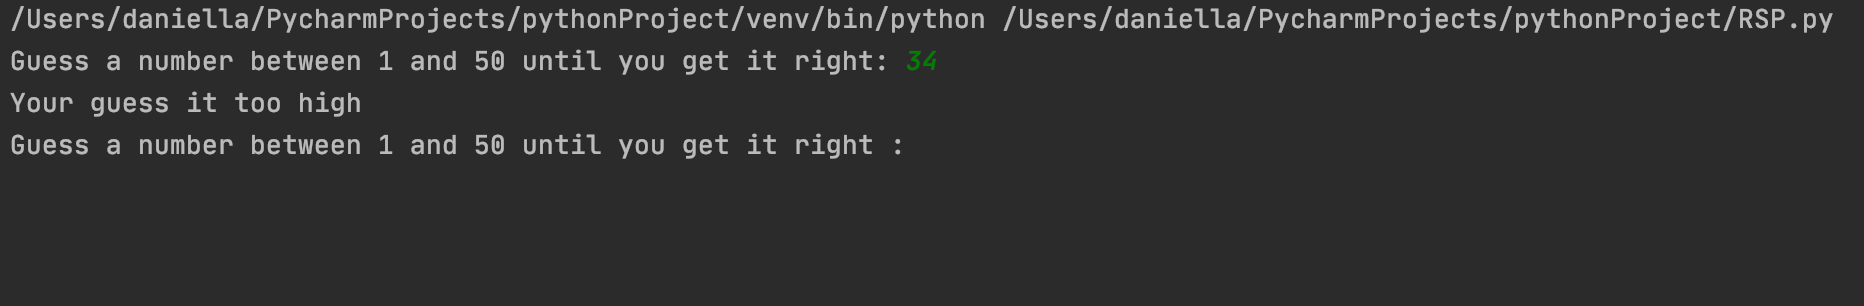 /Users/daniella/PycharmProjects/pythonProject/venv/bin/python /Users/daniella/PycharmProjects/pythonProject/RSP.py
Guess a number between 1 and 50 until you get it right: 34
Your guess it too high
Guess a number between 1 and 50 until you get it right :